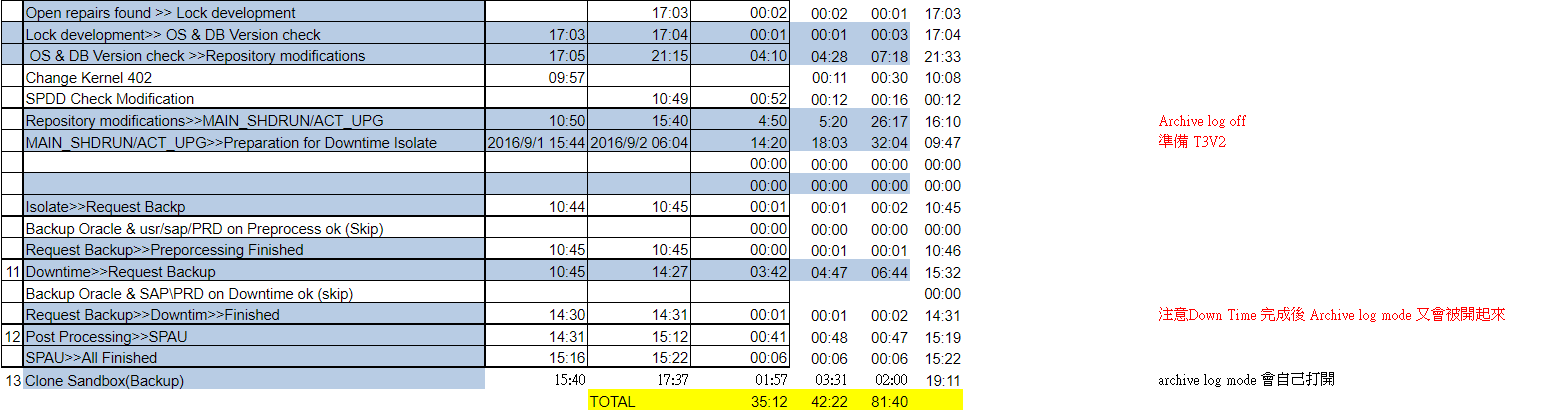 Open repairs found >> Lock development 17:03 00:02 00:02 00:01 17:03
Lock development>> OS & DB Version check 17:03 17:04 00:01 00:01 00:03 17:04
OS & DB Version check >>Repository modifications 17:05 21:15 04:10 04:28 07:18 21:33
Change Kernel 402 09:57 00:11 00:30 10:08
SPDD Check Modification 10:49 00:52 00:12 00:16 00:12
Repository modifications>>MAIN_SHDRUN/ACT_UPG 10:50 15:40 4:50 5:20 26:17 16:10 Archive log off
MAIN_SHDRUN/ACT_UPG>>Preparation for Downtime Isolate 2016/9/1 15:44 2016/9/2 06:04 14:20 18:03 32:04 09:47 準備 T3V2
00:00 00:00 00:00 00:00
00:00 00:00 00:00 00:00
Isolate>>Request Backp 10:44 10:45 00:01 00:01 00:02 10:45
Backup Oracle & usr/sap/PRD on Preprocess ok (Skip) 00:00 00:00 00:00 00:00
Request Backup>>Preporcessing Finished 10:45 10:45 00:00 00:01 00:01 10:46
11 Downtime>>Request Backup 10:45 14:27 03:42 04:47 06:44 15:32
Backup Oracle & SAP\PRD on Downtime ok (skip) 00:00
Request Backup>>Downtim>>Finished 14:30 14:31 00:01 00:01 00:02 14:31 注意Down Time 完成後 Archive log mode 又會被開起來
12 Post Processing>>SPAU 14:31 15:12 00:41 00:48 00:47 15:19
SPAU>>All Finished 15:16 15:22 00:06 00:06 00:06 15:22
13 Clone Sandbox(Backup) 15:40 17:37 01:57 03:31 02:00 19:11 archive log mode 會自己打開
TOTAL 35:12 42:22 81:40